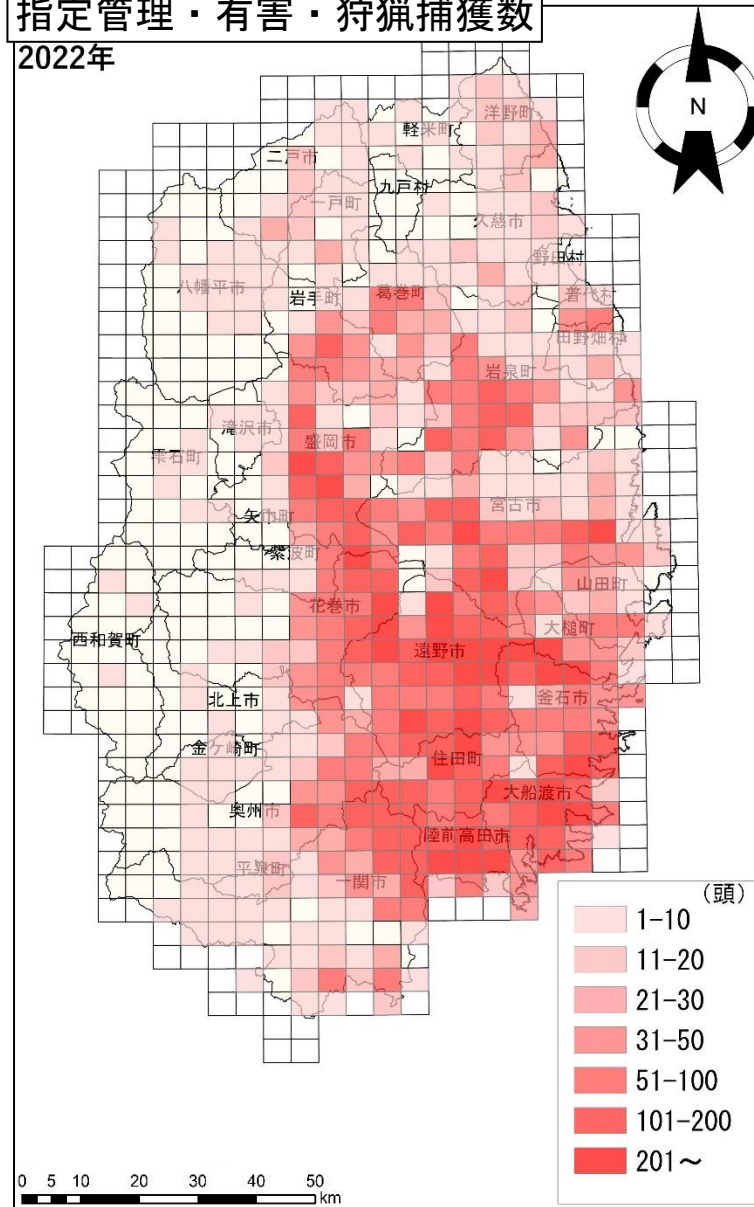 指定管理・有害・狩猟捕獲数
2022年
N
洋野町
軽米町
二戸市
九戸村
一戸町
久慈市
野田村
八幡平市
岩手町
葛巻町
普代村
田野畑村
岩泉町
滝沢市
盛岡市
雫石町
宮古市
矢巾町
紫波町
山田町
花巻市
大槌町
西和賀町
遠野市
北上市
釜石市
金ケ崎町
住田町
大船渡市
奥州市
陸前高田市
平泉町
一関市
(頭)
1-10
11-20
21-30
31-50
51-100
101-200
201～
0 5 10 20 30 40 50
km